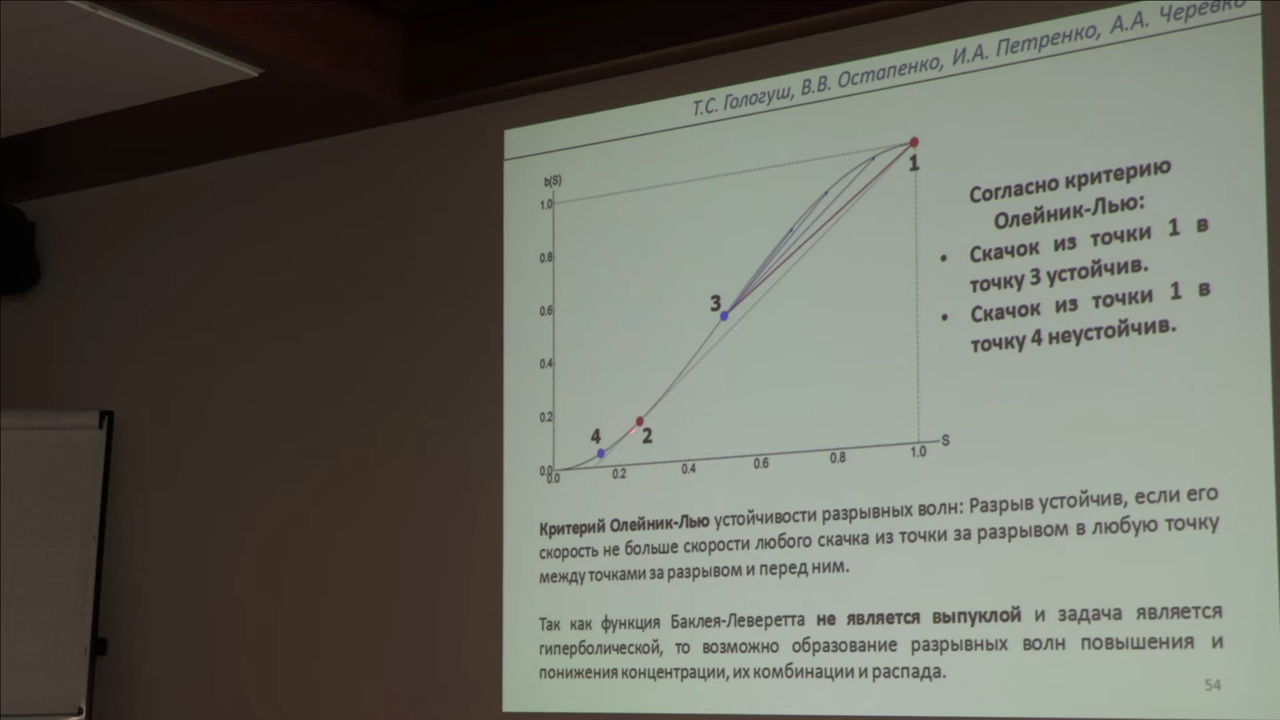 Т.С. Гологуш, В.В. Остапенко, И.А. Петренко, А.А. Черевко
b(S)
1.0
0.8
0.6
0.4
0.2
0.0
0.0
0.2
0.4
0.6
0.8
1.0
S
1
3
4
2
Согласно критерию
Олейник-Лью:
• Скачок из точки 1 в
точку 3 устойчив.
• Скачок из точки 1 в
точку 4 неустойчив.
Критерий Олейник-Лью устойчивости разрывных волн: Разрыв устойчив, если его
скорость не больше скорости любого скачка из точки за разрывом в любую точку
между точками за разрывом и перед ним.
Так как функция Баклея-Леверетта не является выпуклой и задача является
гиперболической, то возможно образование разрывных волн повышения и
понижения концентрации, их комбинации и распада.
54